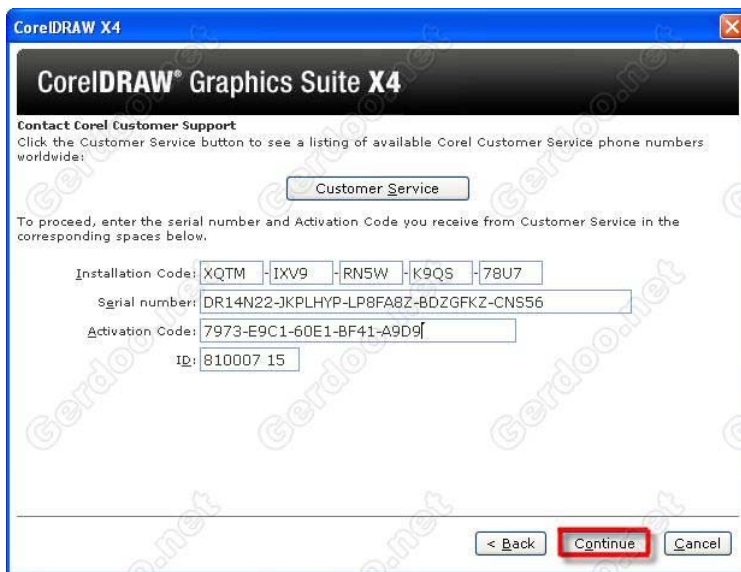 CorelDRAW X4
CorelDRAW® Graphics Suite X4
Contact Corel Customer Support
Click the Customer Service button to see a listing of available Corel Customer Service phone numbers
worldwide:
Customer Service
To proceed, enter the serial number and Activation Code you receive from Customer Service in the
corresponding spaces below.
Installation Code: XQTM - IXV9 - RN5W - K9QS - 78U7
Serial number: DR14N22-JKPLHYP-LP8FA8Z-BDZGFKZ-CNS56
Activation Code: 7973-E9C1-60E1-BF41-A9D9
ID: 810007 15
< Back Continue Cancel
Gerdoo.net